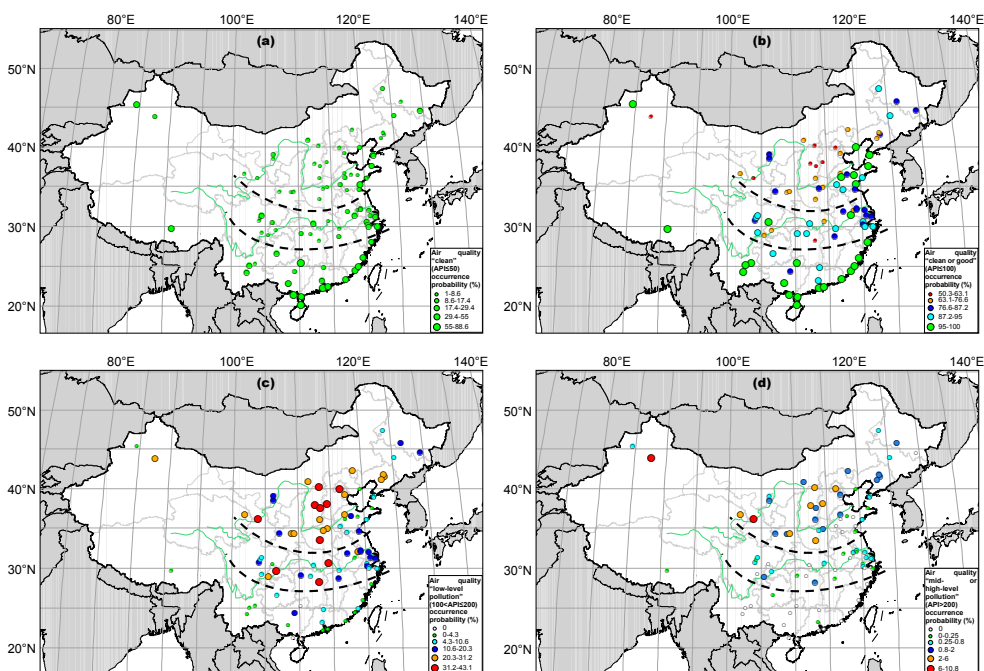 80°E 100°E 120°E 140°E
(a)
50°N
40°N
30°N
20°N
Air quality
"clean"
(API≤50)
occurrence
probability (%)
1-8.6
8.6-17.4
17.4-29.4
29.4-55
55-88.6
80°E 100°E 120°E 140°E
(b)
50°N
40°N
30°N
20°N
Air quality
"clean or good"
(API≤100)
occurrence
probability (%)
50.3-63.1
63.1-76.6
76.6-87.2
87.2-95
95-100
80°E 100°E 120°E 140°E
(c)
50°N
40°N
30°N
20°N
Air quality
"low-level
pollution"
(100<API≤200)
occurrence
probability (%)
0
0-4.3
4.3-10.6
10.6-20.3
20.3-31.2
31.2-43.1
80°E 100°E 120°E 140°E
(d)
50°N
40°N
30°N
20°N
Air quality
"mid- or
high-level
pollution"
(API>200)
occurrence
probability (%)
0
0-0.25
0.25-0.8
0.8-2
2-6
6-10.8